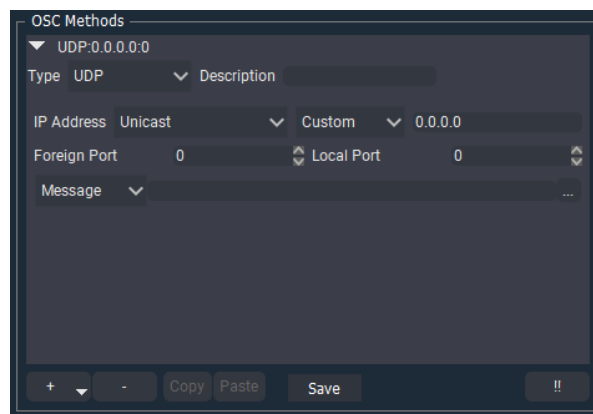 OSC Methods
UDP:0.0.0.0:0
Type UDP Description
IP Address Unicast Custom 0.0.0.0
Foreign Port 0 Local Port 0
Message ...
+ - Copy Paste Save !!